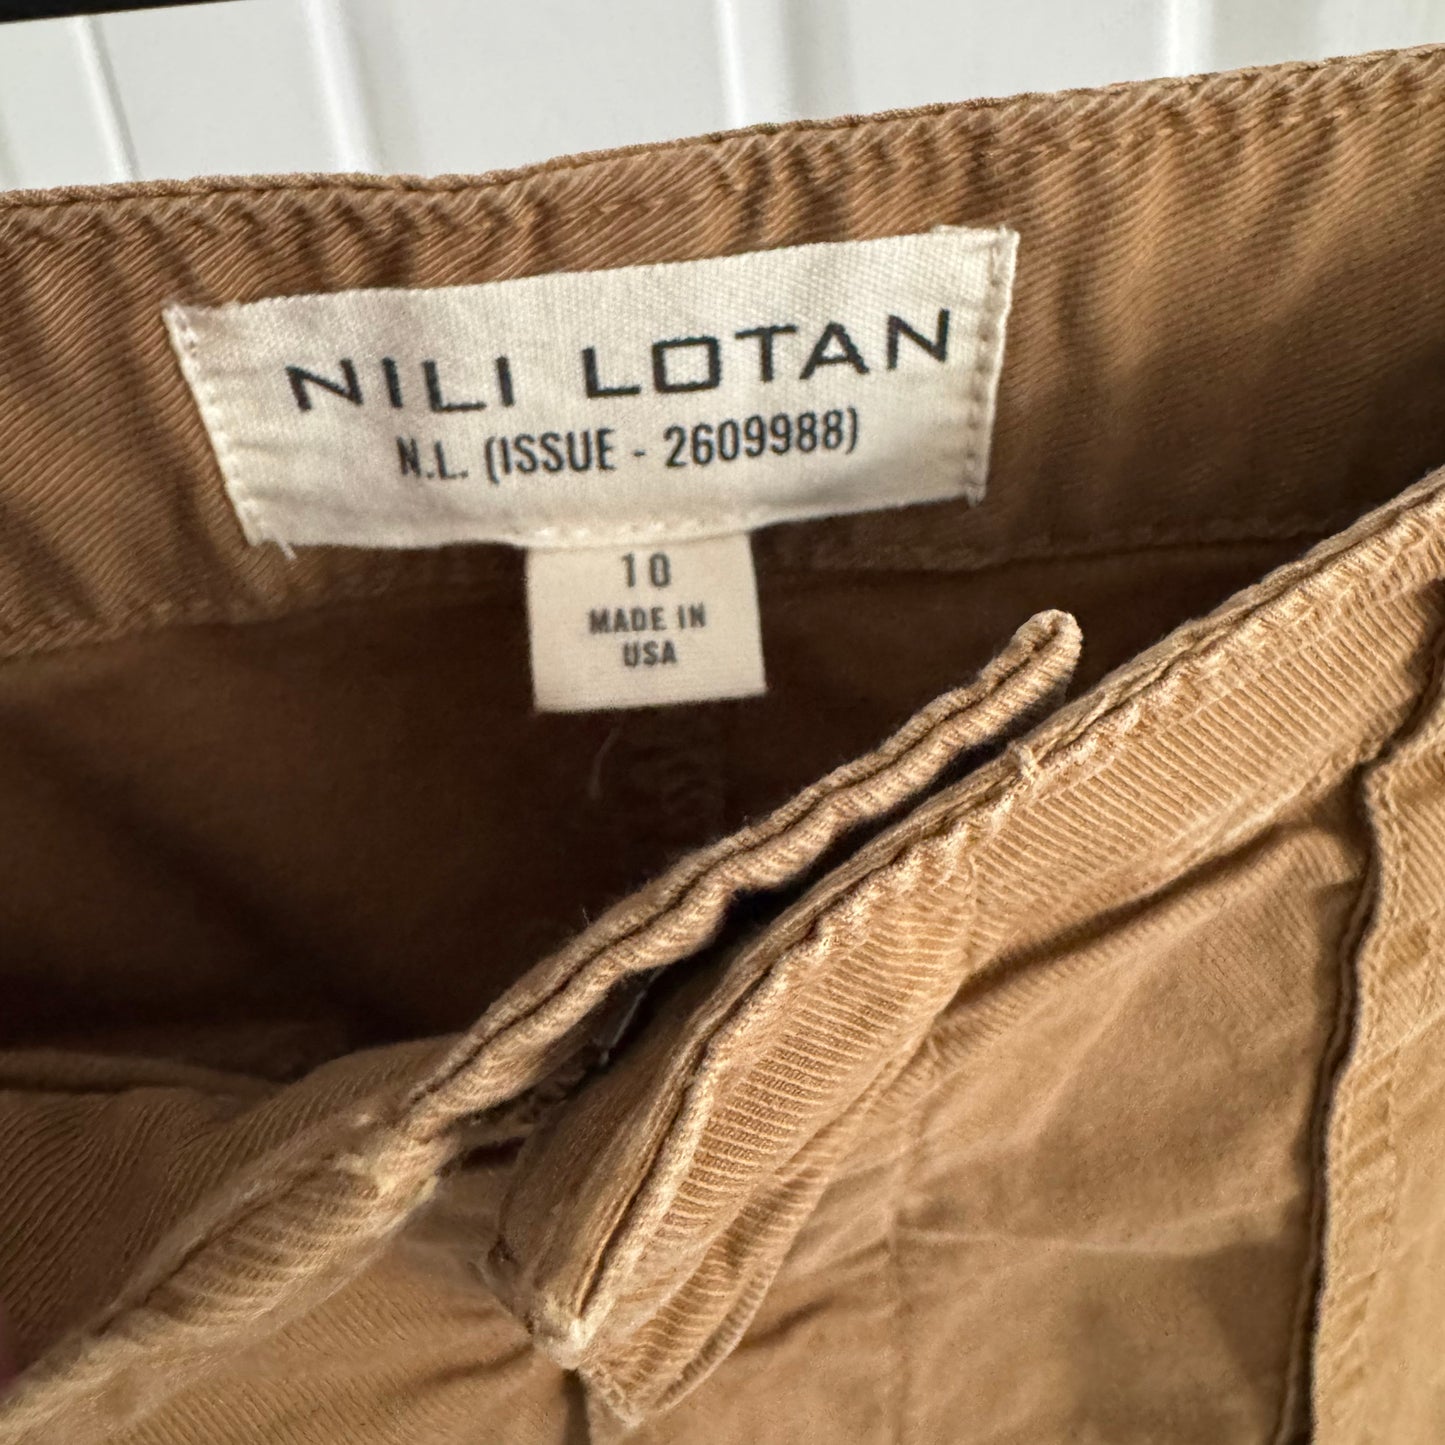 NILI LOTAN
N.L. (ISSUE - 2609988)
10
MADE IN
USA